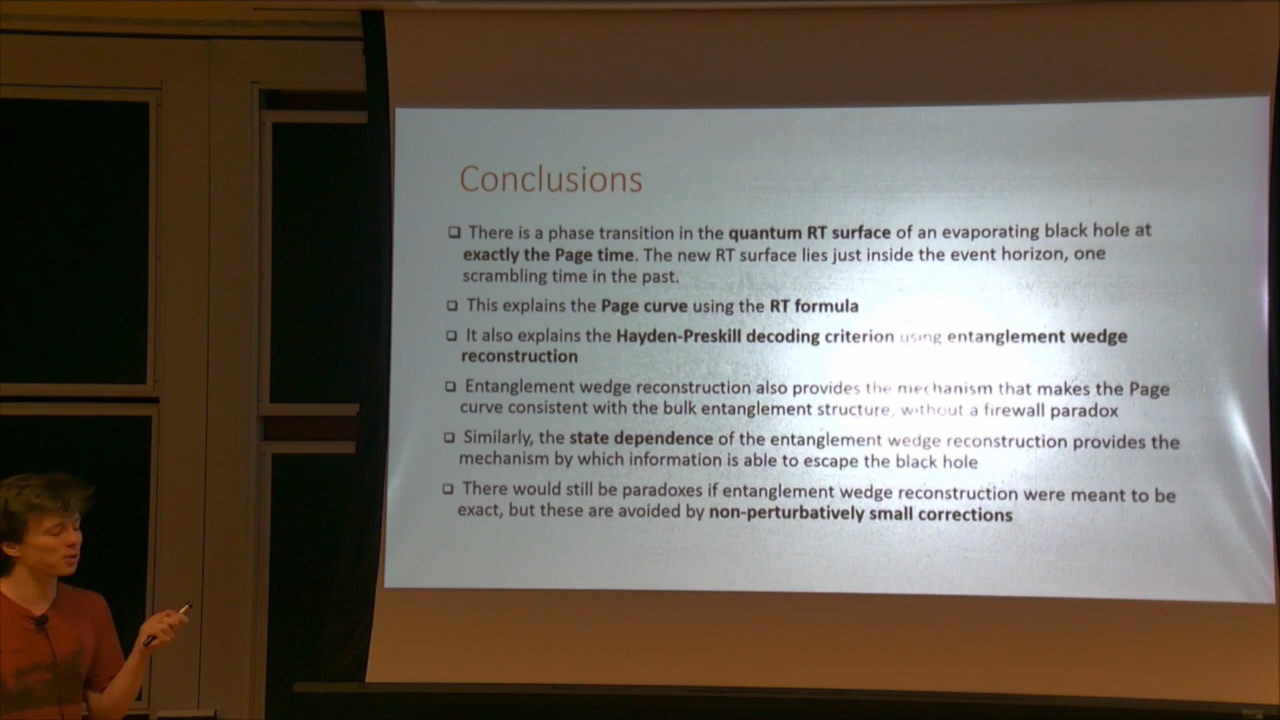 Conclusions
There is a phase transition in the quantum RT surface of an evaporating black hole at
exactly the Page time. The new RT surface lies just inside the event horizon, one
scrambling time in the past.
This explains the Page curve using the RT formula
It also explains the Hayden-Preskill decoding criterion using entanglement wedge
reconstruction
Entanglement wedge reconstruction also provides the mechanism that makes the Page
curve consistent with the bulk entanglement structure, without a firewall paradox
Similarly, the state dependence of the entanglement wedge reconstruction provides the
mechanism by which information is able to escape the black hole
There would still be paradoxes if entanglement wedge reconstruction were meant to be
exact, but these are avoided by non-perturbatively small corrections